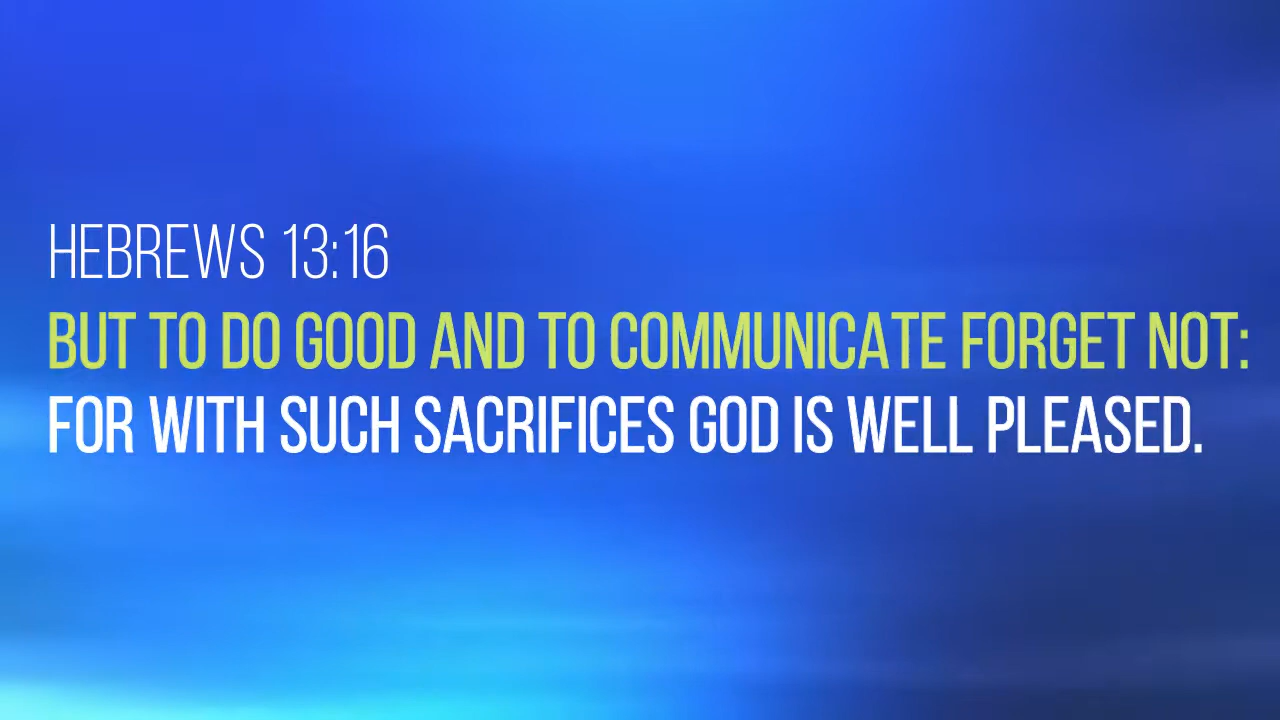 HEBREWS 13:16
BUT TO DO GOOD AND TO COMMUNICATE FORGET NOT:
FOR WITH SUCH SACRIFICES GOD IS WELL PLEASED.